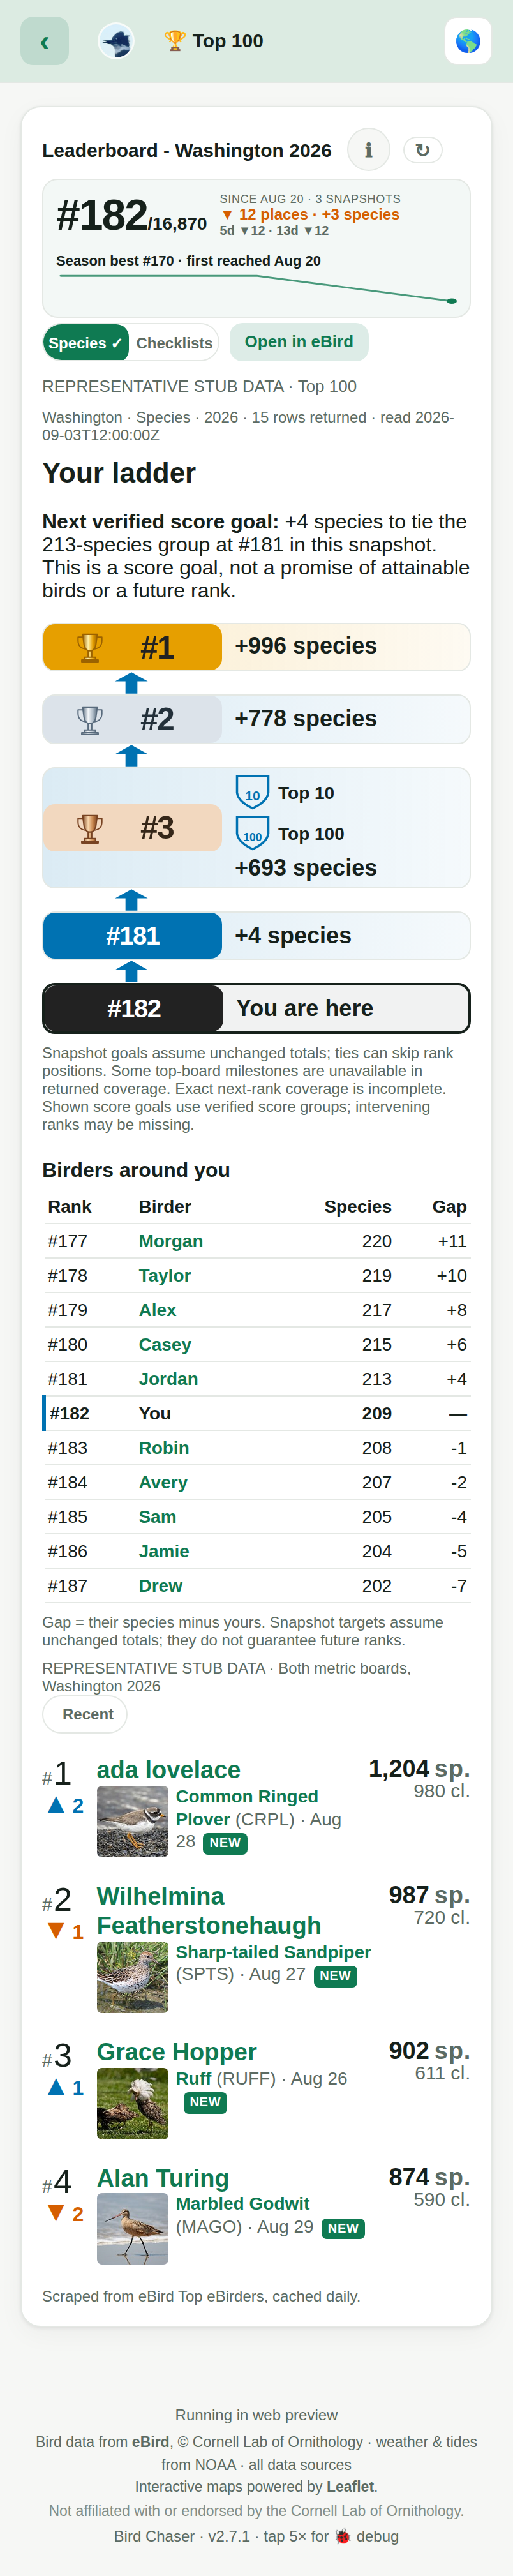 ‹ 🏆 Top 100
Leaderboard - Washington 2026 ℹ ↻
#182/16,870
SINCE AUG 20 · 3 SNAPSHOTS
▼ 12 places · +3 species
5d ▼12 · 13d ▼12
Season best #170 · first reached Aug 20
Species ✓ Checklists Open in eBird
REPRESENTATIVE STUB DATA · Top 100
Washington · Species · 2026 · 15 rows returned · read 2026-
09-03T12:00:00Z
Your ladder
Next verified score goal: +4 species to tie the
213-species group at #181 in this snapshot.
This is a score goal, not a promise of attainable
birds or a future rank.
#1 +996 species
#2 +778 species
10 Top 10
#3
100 Top 100
+693 species
#181 +4 species
#182 You are here
Snapshot goals assume unchanged totals; ties can skip rank
positions. Some top-board milestones are unavailable in
returned coverage. Exact next-rank coverage is incomplete.
Shown score goals use verified score groups; intervening
ranks may be missing.
Birders around you
Rank Birder Species Gap
#177 Morgan 220 +11
#178 Taylor 219 +10
#179 Alex 217 +8
#180 Casey 215 +6
#181 Jordan 213 +4
#182 You 209 —
#183 Robin 208 -1
#184 Avery 207 -2
#185 Sam 205 -4
#186 Jamie 204 -5
#187 Drew 202 -7
Gap = their species minus yours. Snapshot targets assume
unchanged totals; they do not guarantee future ranks.
REPRESENTATIVE STUB DATA · Both metric boards,
Washington 2026
Recent
#1 ada lovelace 1,204 sp.
▲ 2 980 cl.
Common Ringed
Plover (CRPL) · Aug
28 NEW
#2 Wilhelmina 987 sp.
Featherstonehaugh 720 cl.
▼ 1
Sharp-tailed Sandpiper
(SPTS) · Aug 27 NEW
#3 Grace Hopper 902 sp.
▲ 1 611 cl.
Ruff (RUFF) · Aug 26
NEW
#4 Alan Turing 874 sp.
▼ 2 590 cl.
Marbled Godwit
(MAGO) · Aug 29 NEW
Scraped from eBird Top eBirders, cached daily.
Running in web preview
Bird data from eBird, © Cornell Lab of Ornithology · weather & tides
from NOAA · all data sources
Interactive maps powered by Leaflet.
Not affiliated with or endorsed by the Cornell Lab of Ornithology.
Bird Chaser · v2.7.1 · tap 5× for 🐞 debug